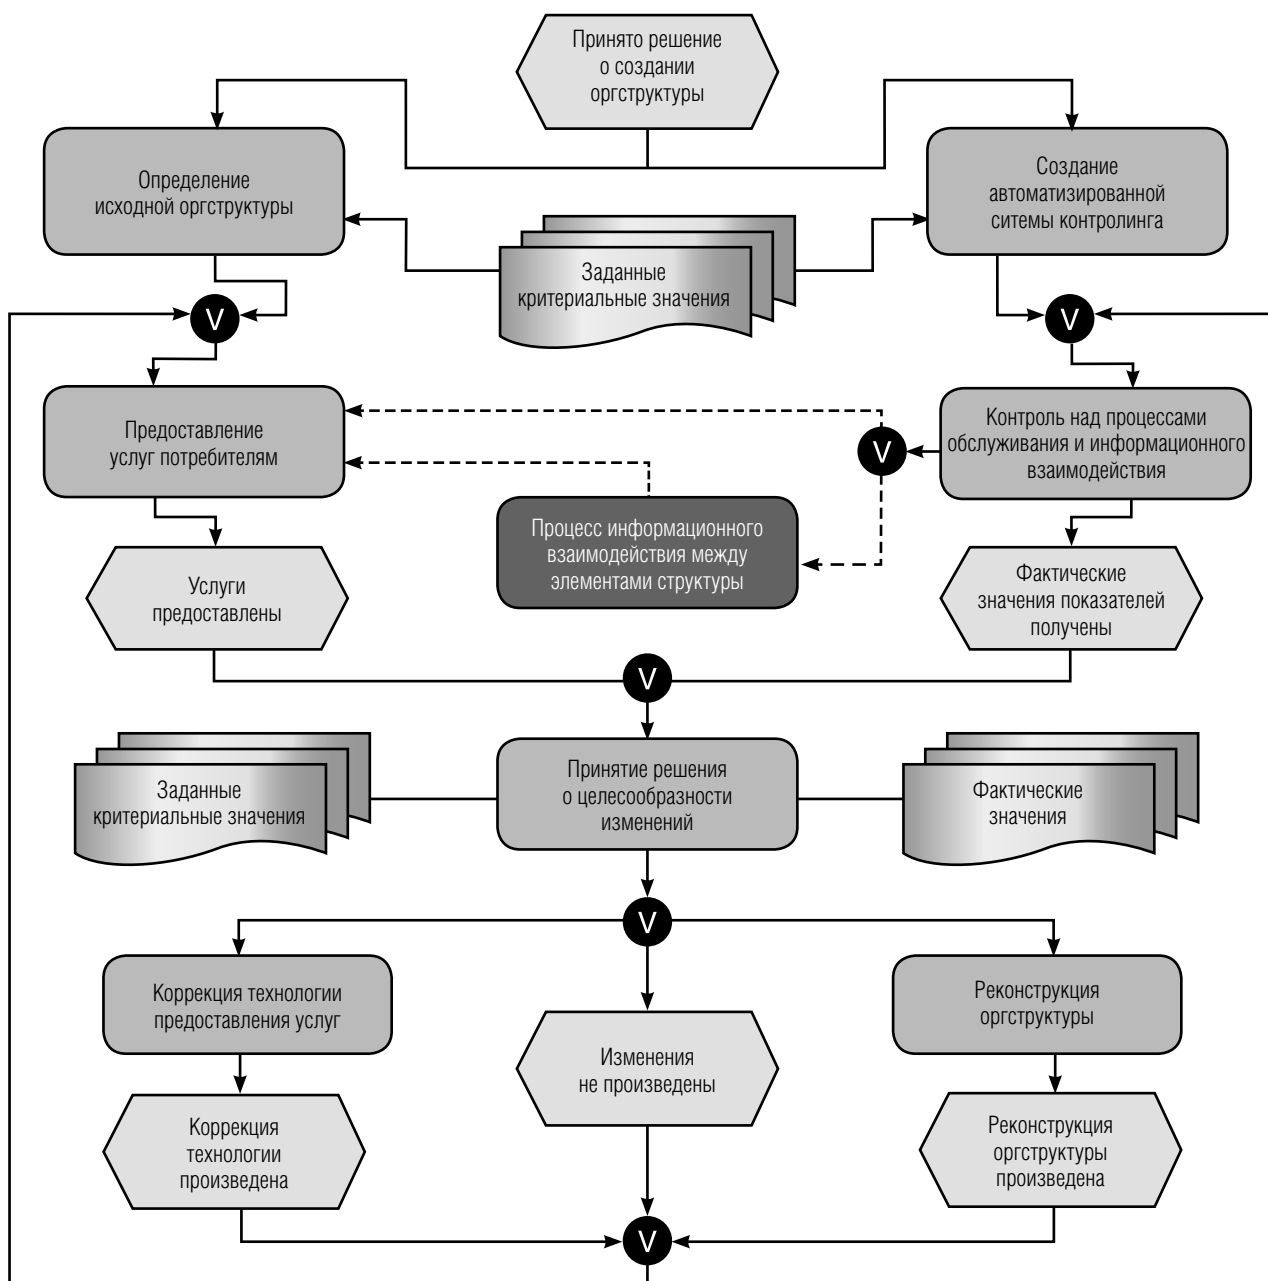 Принято решение
о создании
оргструктуры
Определение
исходной оргструктуры
Создание
автоматизированной
ситемы контролинга
Заданные
критериальные значения
V
V
Предоставление
услуг потребителям
V
Контроль над процессами
обслуживания и информационного
взаимодействия
Процесс информационного
взаимодействия между
элементами структуры
Услуги
предоставлены
Фактические
значения показателей
получены
V
Заданные
критериальные значения
Принятие решения
о целесообразности
изменений
Фактические
значения
V
Коррекция технологии
предоставления услуг
Реконструкция
оргструктуры
Изменения
не произведены
Коррекция
технологии
произведена
Реконструкция
оргструктуры
произведена
V